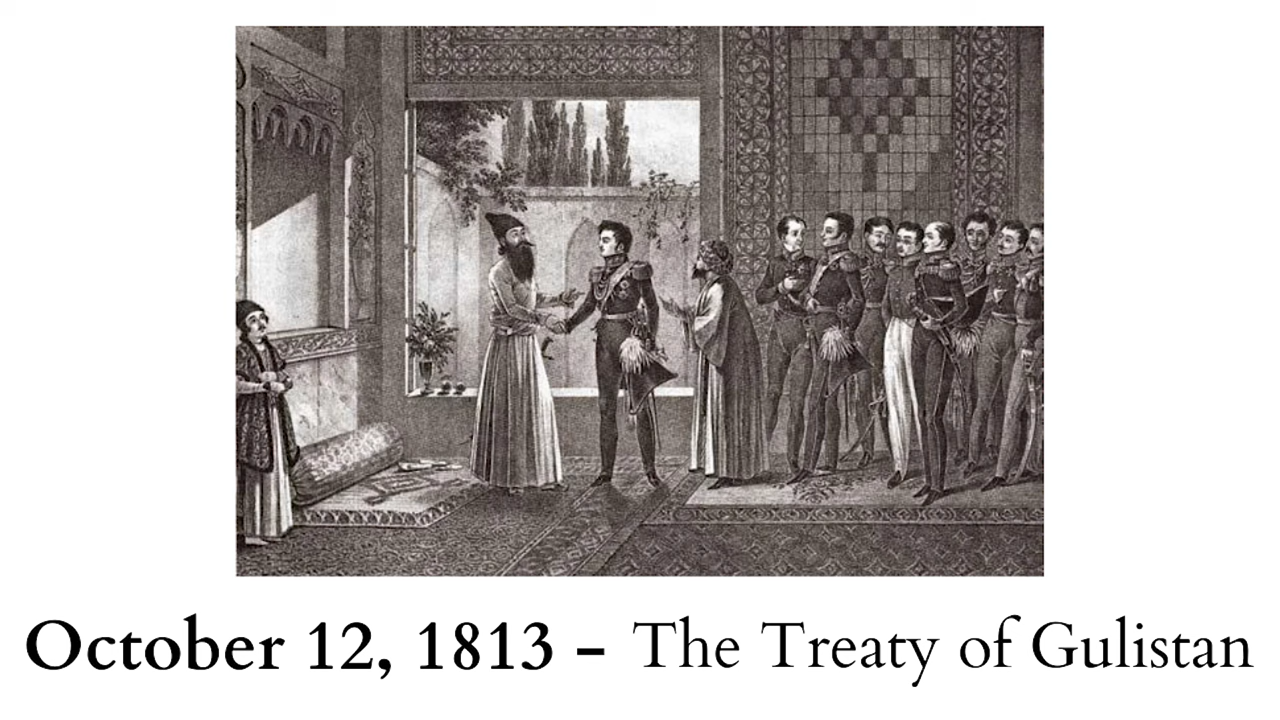 October 12, 1813 – The Treaty of Gulistan